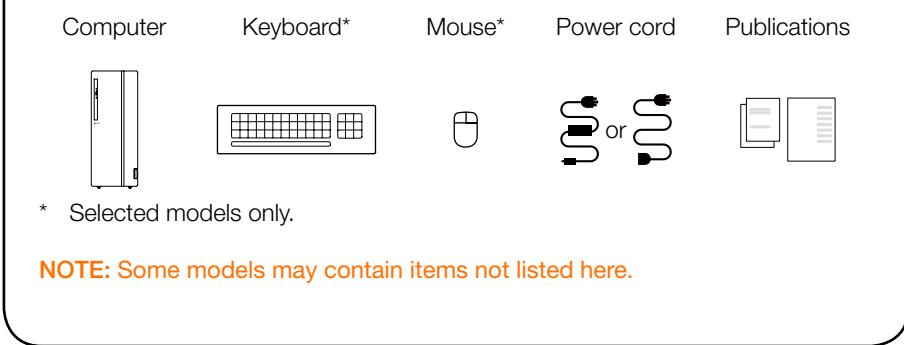 Computer Keyboard* Mouse* Power cord Publications
or
* Selected models only.
NOTE: Some models may contain items not listed here.